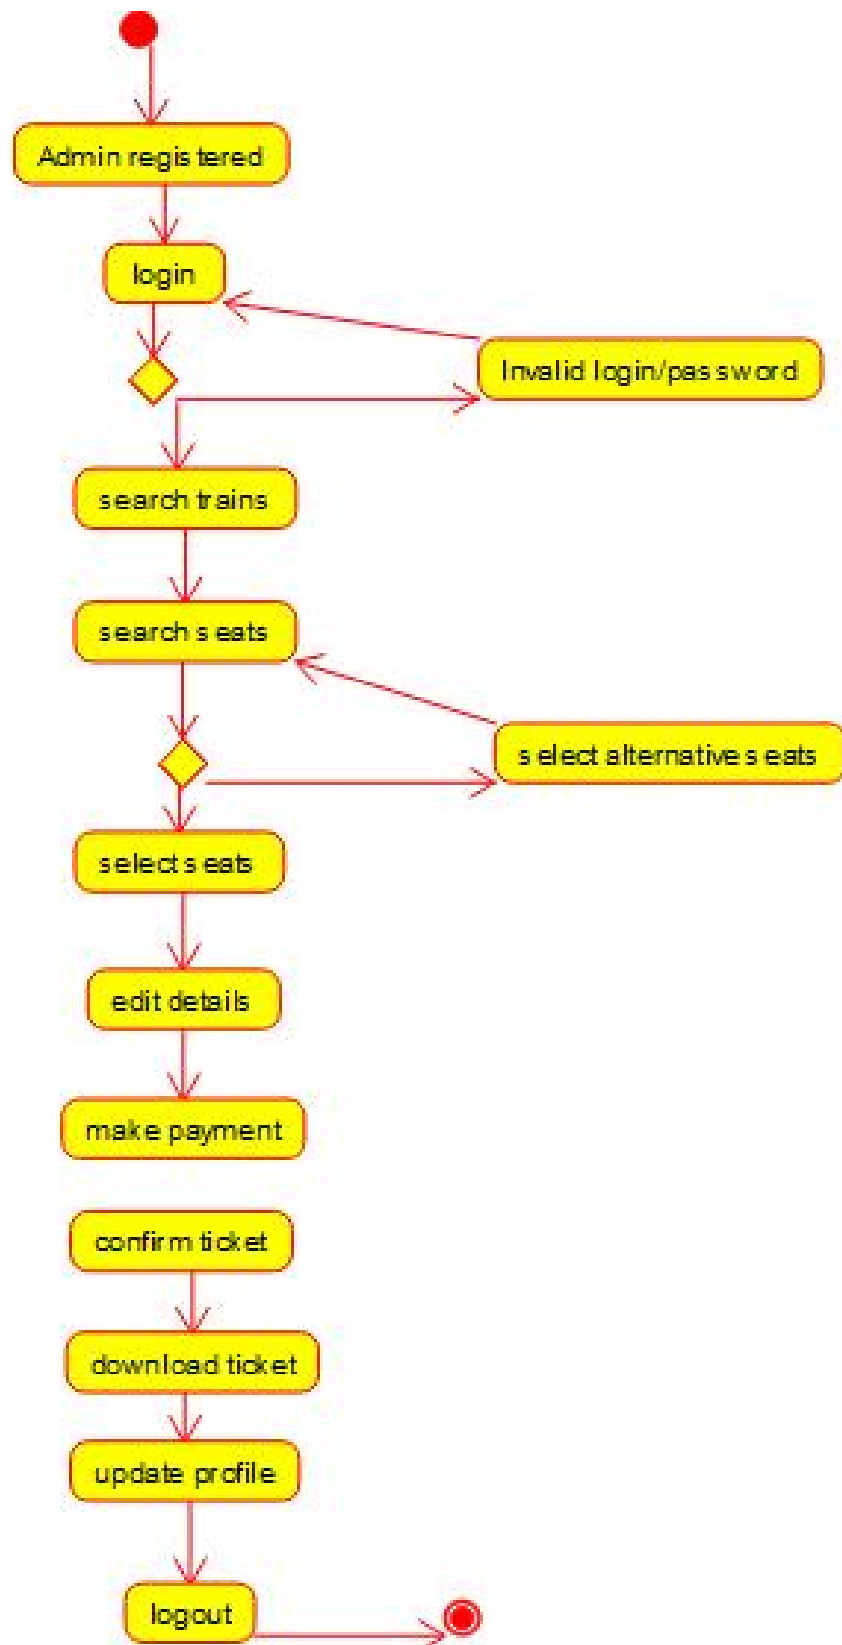 Admin registered
login
Invalid login/password
search trains
search seats
select alternative seats
select seats
edit details
make payment
confirm ticket
download ticket
update profile
logout